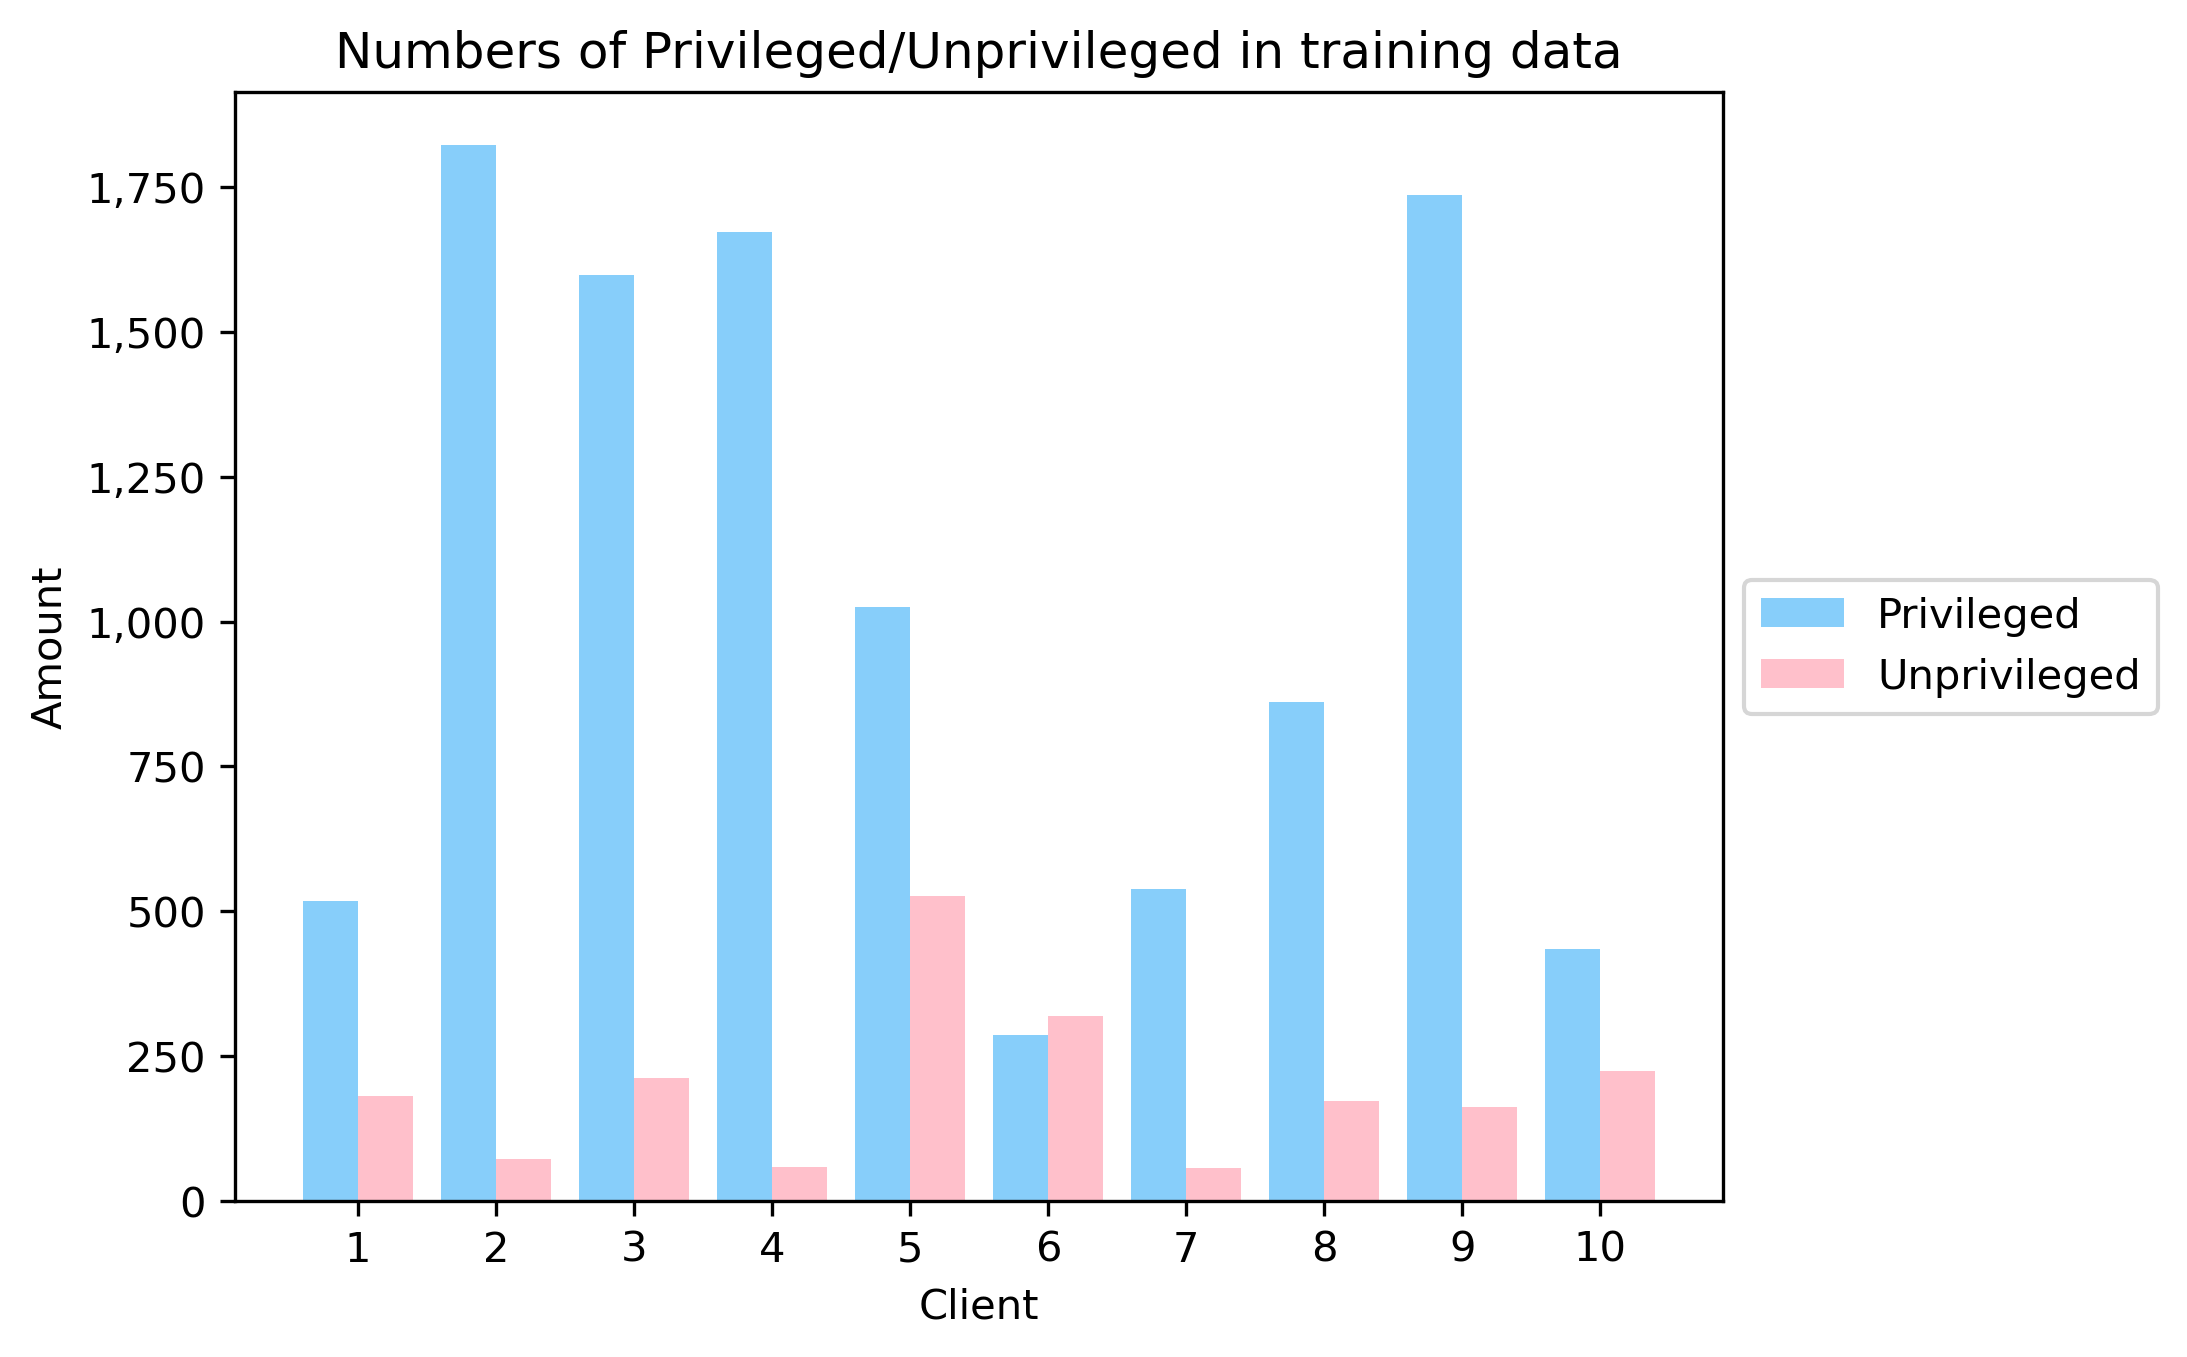 Numbers of Privileged/Unprivileged in training data
1,750
1,500
1,250
1,000
750
500
250
0
Amount
1 2 3 4 5 6 7 8 9 10
Client
Privileged
Unprivileged